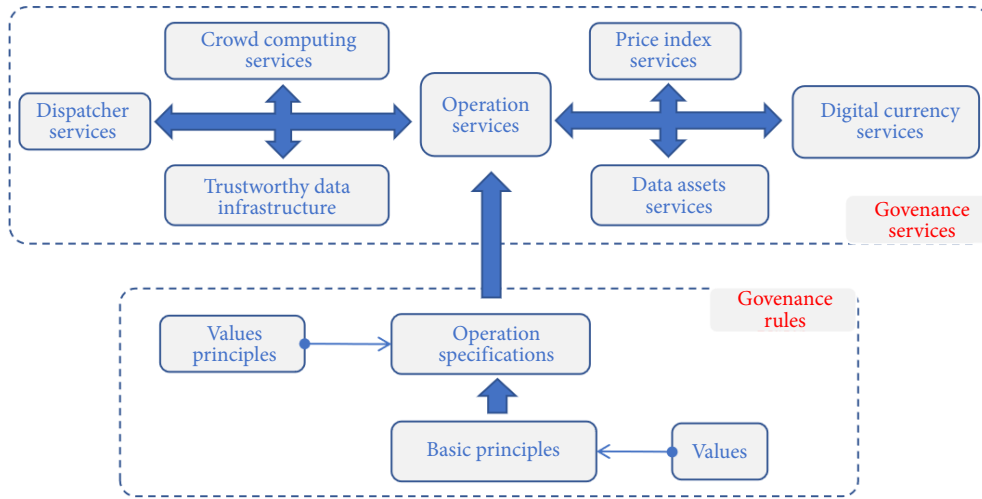 Crowd computing
services
Price index
services
Dispatcher
services
Operation
services
Digital currency
services
Trustworthy data
infrastructure
Data assets
services
Govenance
services
Govenance
rules
Values
principles
Operation
specifications
Basic principles
Values